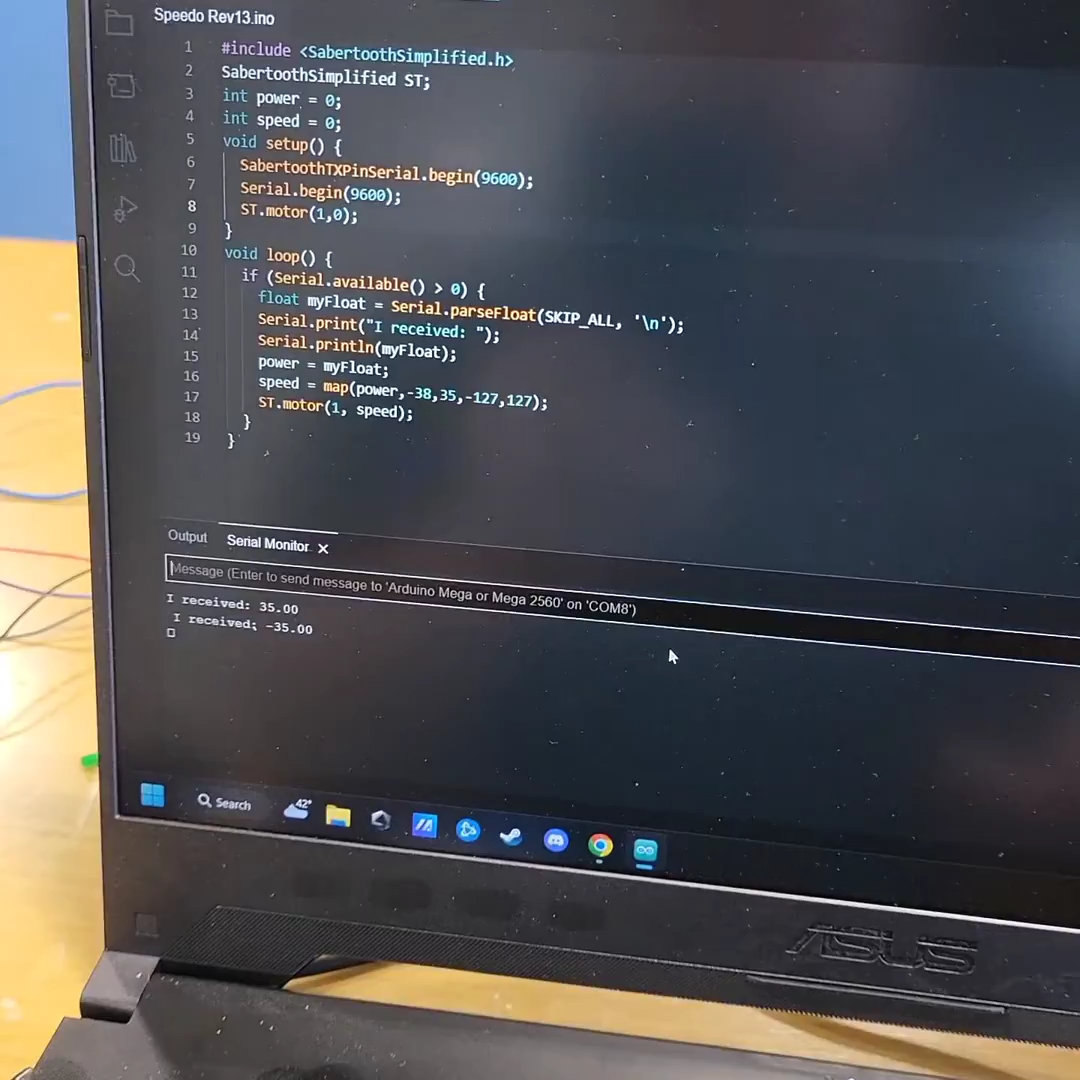 Speedo Rev13.ino
1 #include <SabertoothSimplified.h>
2 SabertoothSimplified ST;
3 int power = 0;
4 int speed = 0;
5 void setup() {
6 SabertoothTXPinSerial.begin(9600);
7 Serial.begin(9600);
8 ST.motor(1,0);
9 }
10 void loop() {
11 if (Serial.available() > 0) {
12 float myFloat = Serial.parseFloat(SKIP_ALL, '\n');
13 Serial.print("I received: ");
14 Serial.println(myFloat);
15 power = myFloat;
16 speed = map(power,-38,35,-127,127);
17 ST.motor(1, speed);
18 }
19 }
Output Serial Monitor
Message (Enter to send message to 'Arduino Mega or Mega 2560' on 'COM8')
I received: 35.00
I received: -35.00
Search 42°
ASUS